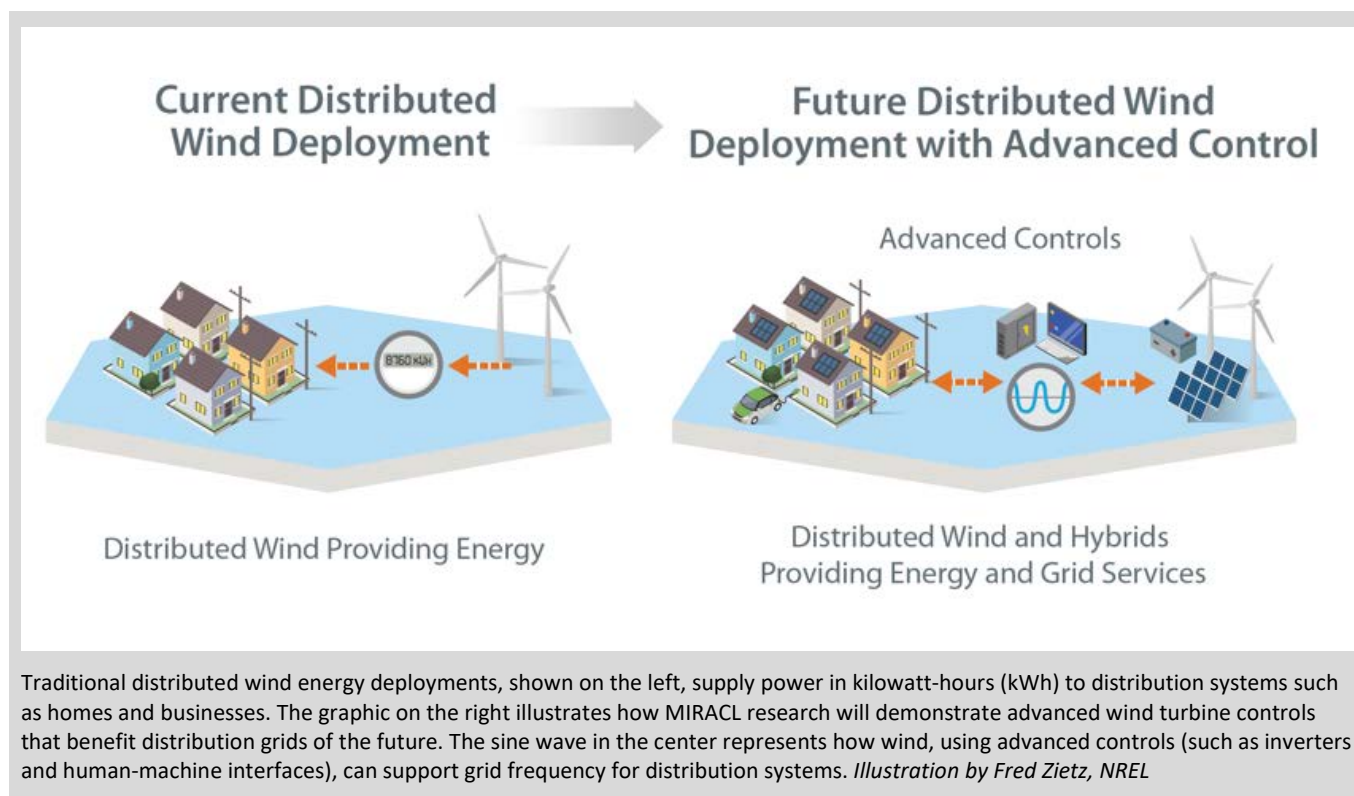 Current Distributed
Wind Deployment
Future Distributed Wind
Deployment with Advanced Control
Advanced Controls
8760 kWh
Distributed Wind Providing Energy
Distributed Wind and Hybrids
Providing Energy and Grid Services
Traditional distributed wind energy deployments, shown on the left, supply power in kilowatt-hours (kWh) to distribution systems such
as homes and businesses. The graphic on the right illustrates how MIRACL research will demonstrate advanced wind turbine controls
that benefit distribution grids of the future. The sine wave in the center represents how wind, using advanced controls (such as inverters
and human-machine interfaces), can support grid frequency for distribution systems. Illustration by Fred Zietz, NREL